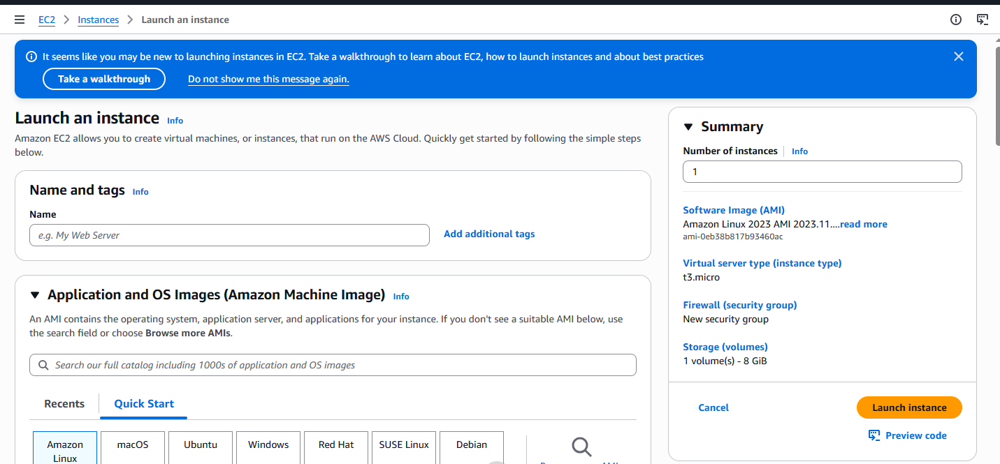 EC2 > Instances > Launch an instance
It seems like you may be new to launching instances in EC2. Take a walkthrough to learn about EC2, how to launch instances and about best practices
Take a walkthrough
Do not show me this message again.
Launch an instance Info
Amazon EC2 allows you to create virtual machines, or instances, that run on the AWS Cloud. Quickly get started by following the simple steps
below.
Name and tags Info
Name
e.g. My Web Server
Add additional tags
Application and OS Images (Amazon Machine Image) Info
An AMI contains the operating system, application server, and applications for your instance. If you don't see a suitable AMI below, use
the search field or choose Browse more AMIs.
Search our full catalog including 1000s of application and OS images
Recents
Quick Start
Amazon
Linux
macOS
Ubuntu
Windows
Red Hat
SUSE Linux
Debian
Summary
Number of instances Info
1
Software Image (AMI)
Amazon Linux 2023 AMI 2023.11....read more
ami-0eb38b817b93460ac
Virtual server type (instance type)
t3.micro
Firewall (security group)
New security group
Storage (volumes)
1 volume(s) - 8 GiB
Cancel
Launch instance
Preview code